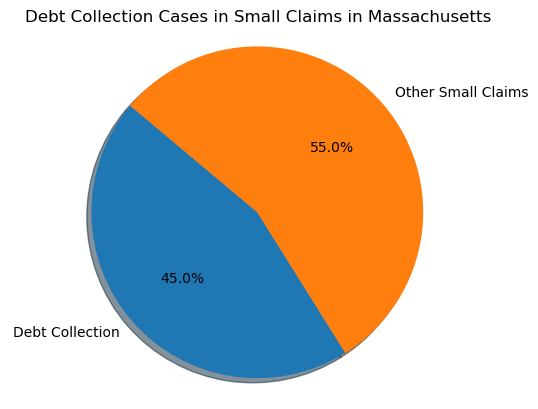 Debt Collection Cases in Small Claims in Massachusetts
Other Small Claims
55.0%
45.0%
Debt Collection